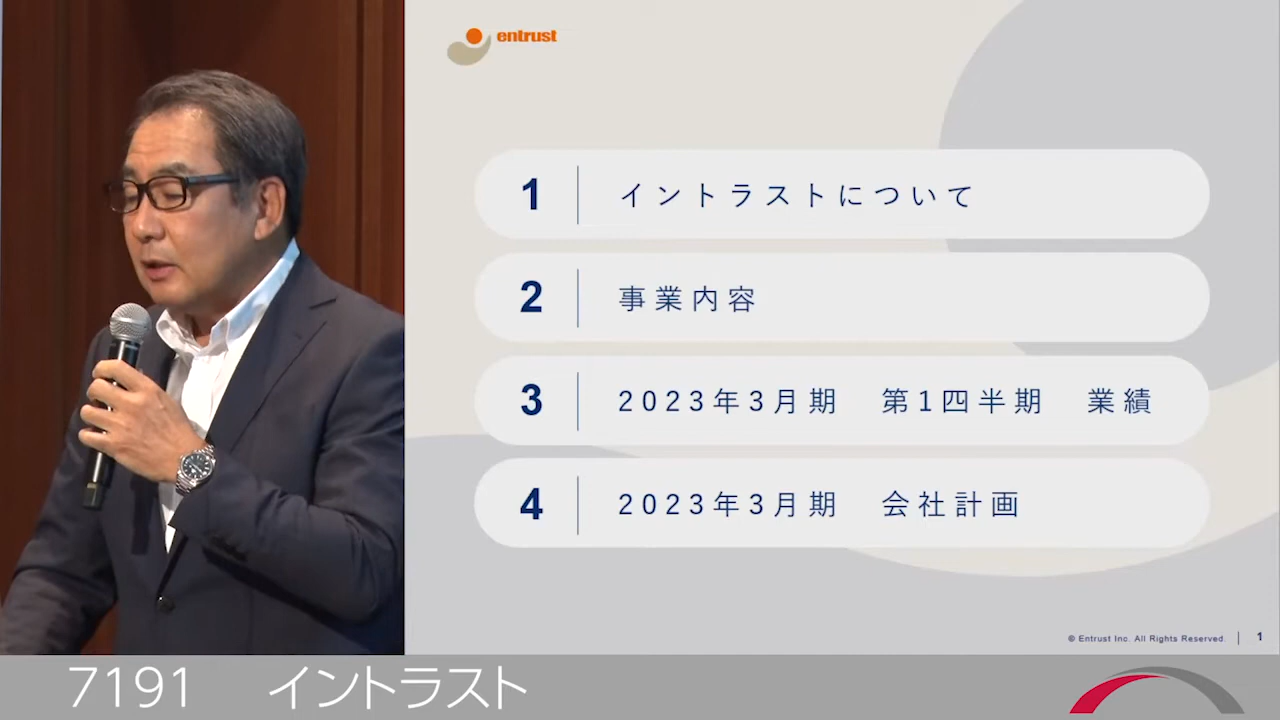 entrust
1 イントラストについて
2 事業内容
3 2023年3月期 第1四半期 業績
4 2023年3月期 会社計画
© Entrust Inc. All Rights Reserved. 1
7191 イントラスト